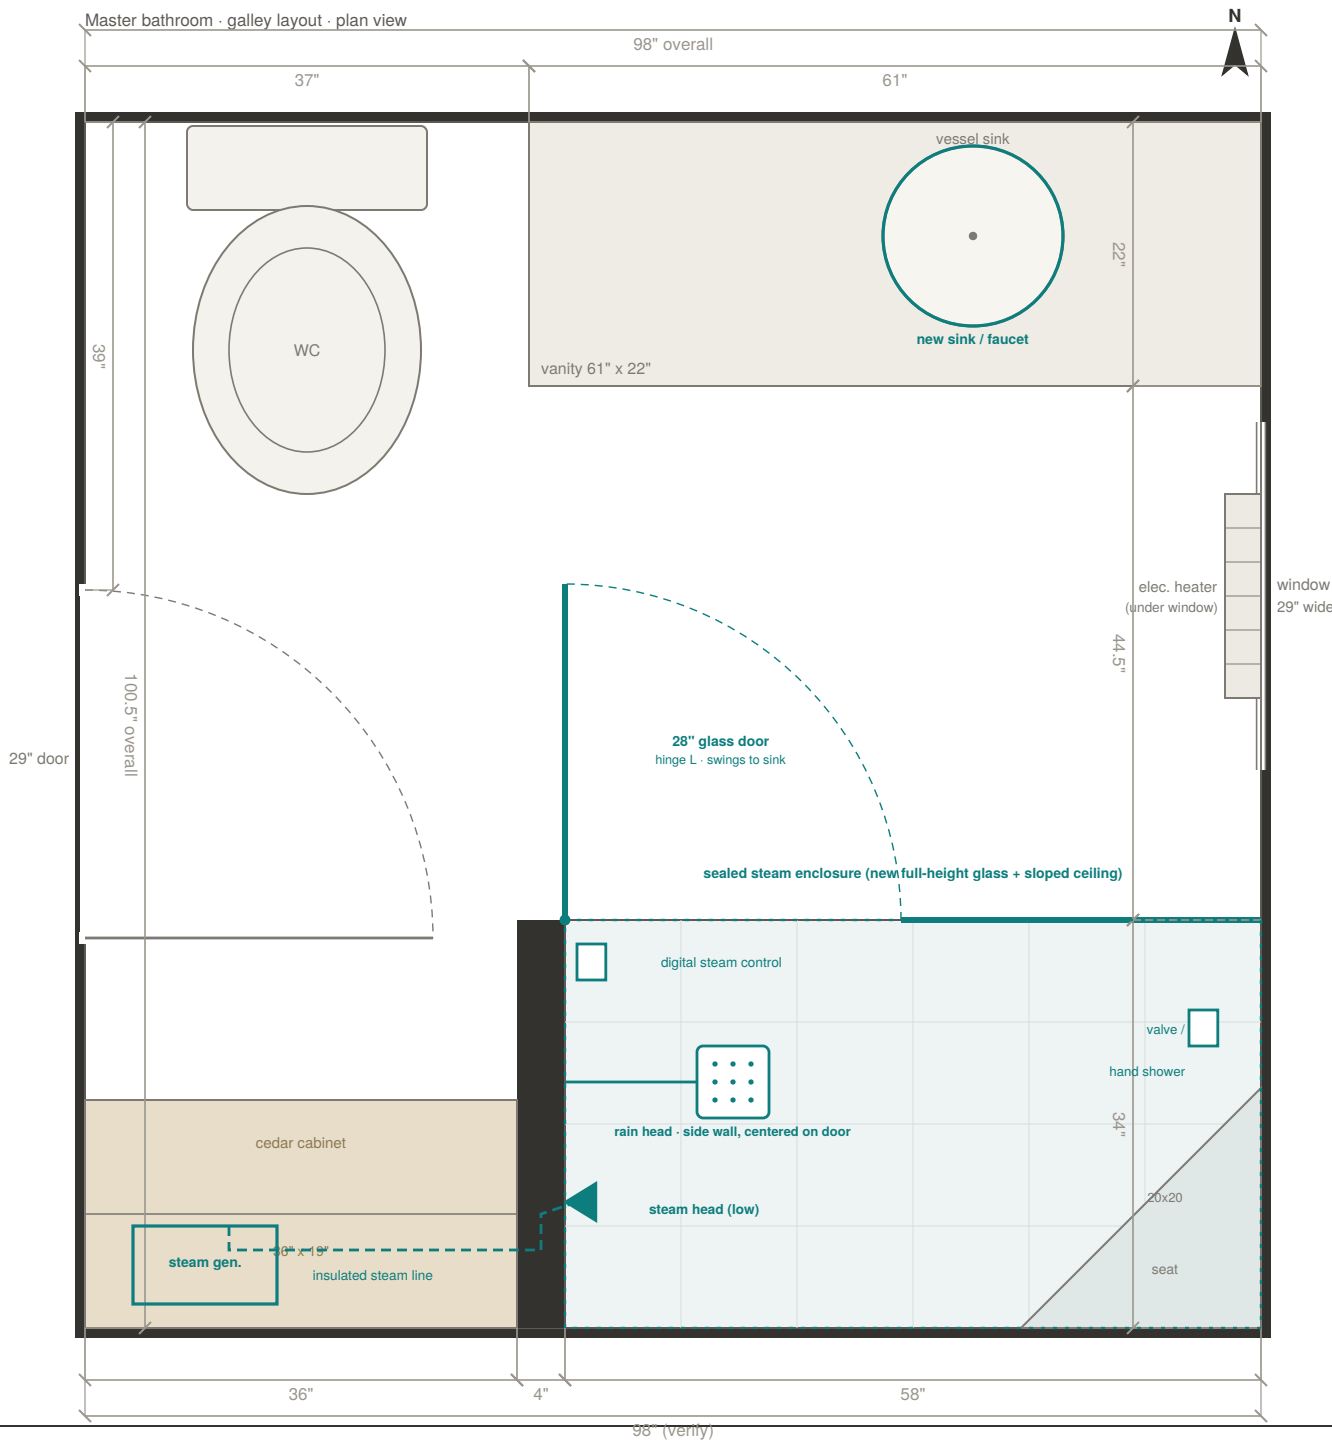 Master bathroom · galley layout · plan view
N
98" overall
37"
61"
vessel sink
22"
new sink / faucet
WC
39"
vanity 61" x 22"
elec. heater
(under window)
window
29" wide
44.5"
100.5" overall
29" door
28" glass door
hinge L · swings to sink
sealed steam enclosure (new full-height glass + sloped ceiling)
digital steam control
valve /
hand shower
34"
rain head · side wall, centered on door
cedar cabinet
20x20
steam head (low)
36" x 19"
steam gen.
insulated steam line
seat
36"
4"
58"
98" (verify)